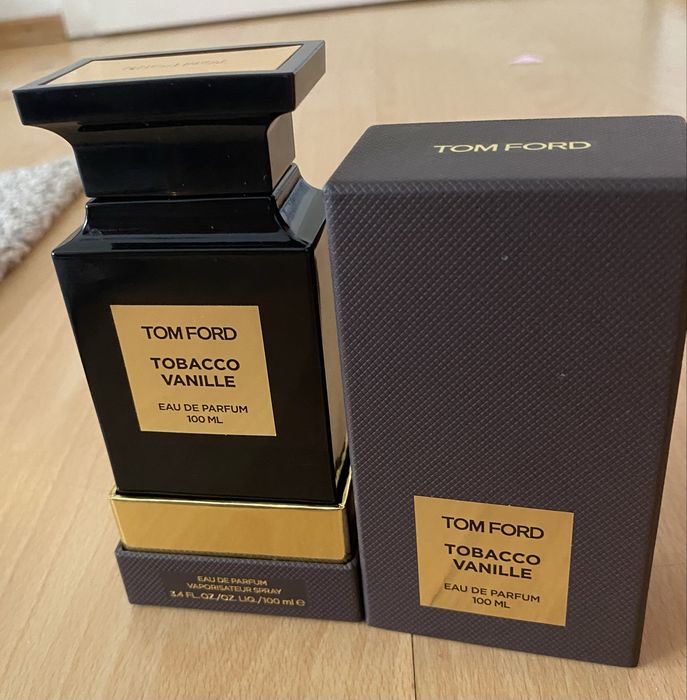 TOM FORD
TOBACCO
VANILLE
EAU DE PARFUM
100 ML
EAU DE PARFUM
VAPORISATEUR SPRAY
3.4 FL.OZ./OZ. LIQ./100 ml e
TOM FORD
TOM FORD
TOBACCO
VANILLE
EAU DE PARFUM
100 ML